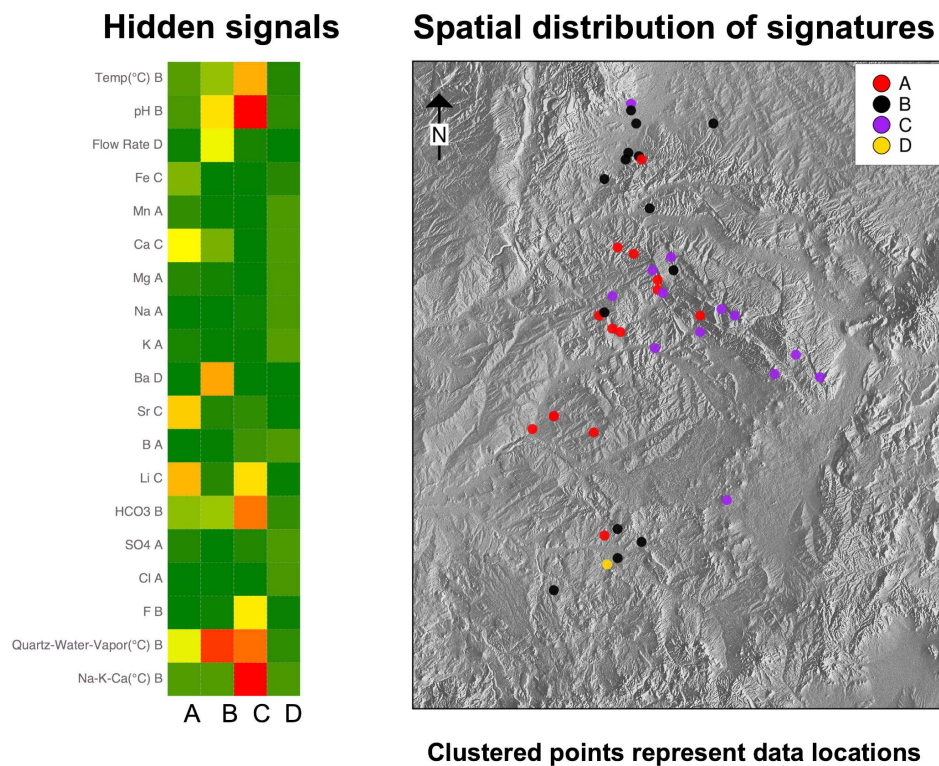 Hidden signals
Spatial distribution of signatures
Temp(°C) B
pH B
Flow Rate D
Fe C
Mn A
Ca C
Mg A
Na A
K A
Ba D
Sr C
B A
Li C
HCO3 B
SO4 A
Cl A
F B
Quartz-Water-Vapor(°C) B
Na-K-Ca(°C) B
A B C D
N
A
B
C
D
Clustered points represent data locations